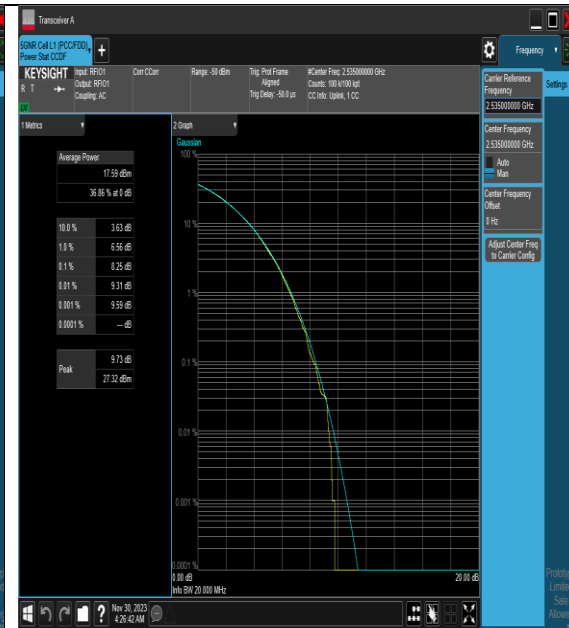 Transceiver A
5GNR Cell L1 (PCC/FDD),
Power Stat CCDF
+
Frequency
KEYSIGHT
R T
Input: RFIO1
Output: RFIO1
Coupling: AC
Corr CCorr
Range: -50 dBm
Trig: Prot Frame
Aligned
Trig Delay: -50.0 µs
#Center Freq: 2.535000000 GHz
Counts: 100 k/100 kpt
CC Info: Uplink, 1 CC
Carrier Reference
Frequency
2.535000000 GHz
Settings
Center Frequency
2.535000000 GHz
Auto
Man
Center Frequency
Offset
0 Hz
Adjust Center Freq
to Carrier Config
1 Metrics
Average Power
17.59 dBm
36.86 % at 0 dB
10.0 % 3.63 dB
1.0 % 6.56 dB
0.1 % 8.25 dB
0.01 % 9.31 dB
0.001 % 9.59 dB
0.0001 % --- dB
Peak
9.73 dB
27.32 dBm
2 Graph
Gaussian
100 %
10 %
1 %
0.1 %
0.01 %
0.001 %
0.0001 %
0.00 dB
20.00 dB
Info BW 20.000 MHz
?
Nov 30, 2023
4:26:42 AM